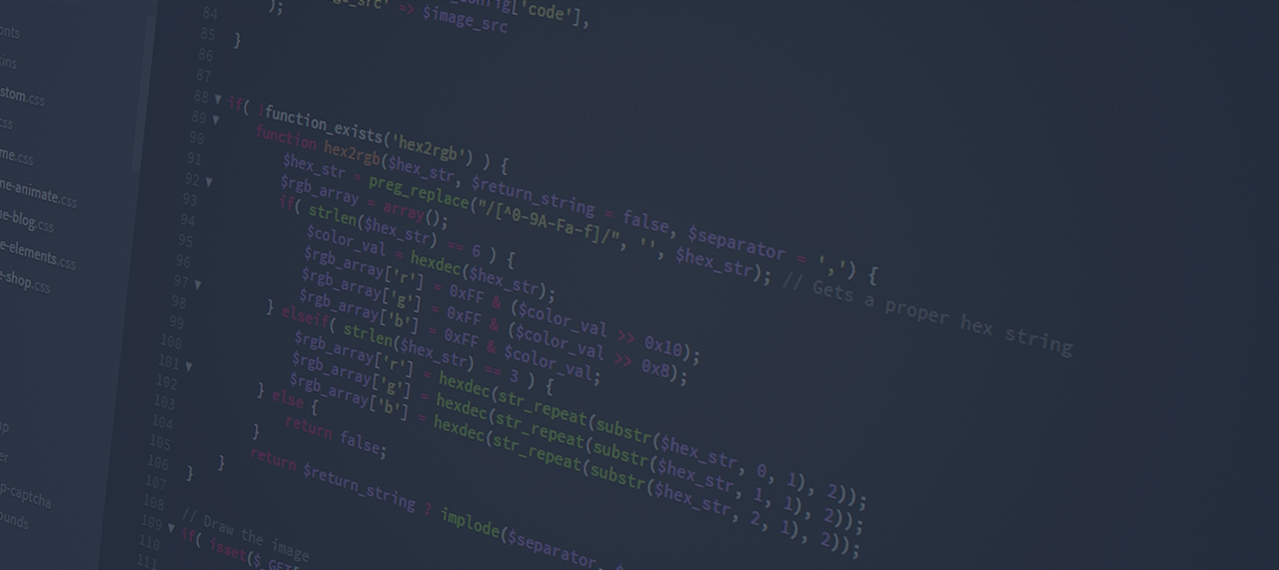 onts
kins
stom.css
css
me.css
ne-animate.css
ne-blog.css
e-elements.css
e-shop.css
ap
er
p-captcha
ounds
84 _config['code'],
85 ge_src' => $image_src
86 );
87 }
88 if( !function_exists('hex2rgb') ) {
89 function hex2rgb($hex_str, $return_string = false, $separator = ',') {
90 $hex_str = preg_replace("/[^0-9A-Fa-f]/", '', $hex_str); // Gets a proper hex string
91 $rgb_array = array();
92 if( strlen($hex_str) == 6 ) {
93 $color_val = hexdec($hex_str);
94 $rgb_array['r'] = 0xFF & ($color_val >> 0x10);
95 $rgb_array['g'] = 0xFF & ($color_val >> 0x8);
96 $rgb_array['b'] = 0xFF & $color_val;
97 } elseif( strlen($hex_str) == 3 ) {
98 $rgb_array['r'] = hexdec(str_repeat(substr($hex_str, 0, 1), 2));
99 $rgb_array['g'] = hexdec(str_repeat(substr($hex_str, 1, 1), 2));
100 $rgb_array['b'] = hexdec(str_repeat(substr($hex_str, 2, 1), 2));
101 } else {
102 return false;
103 }
104 return $return_string ? implode($separator,
105 }
106 }
107
108 // Draw the image
109 if( isset($_GET[
110
111